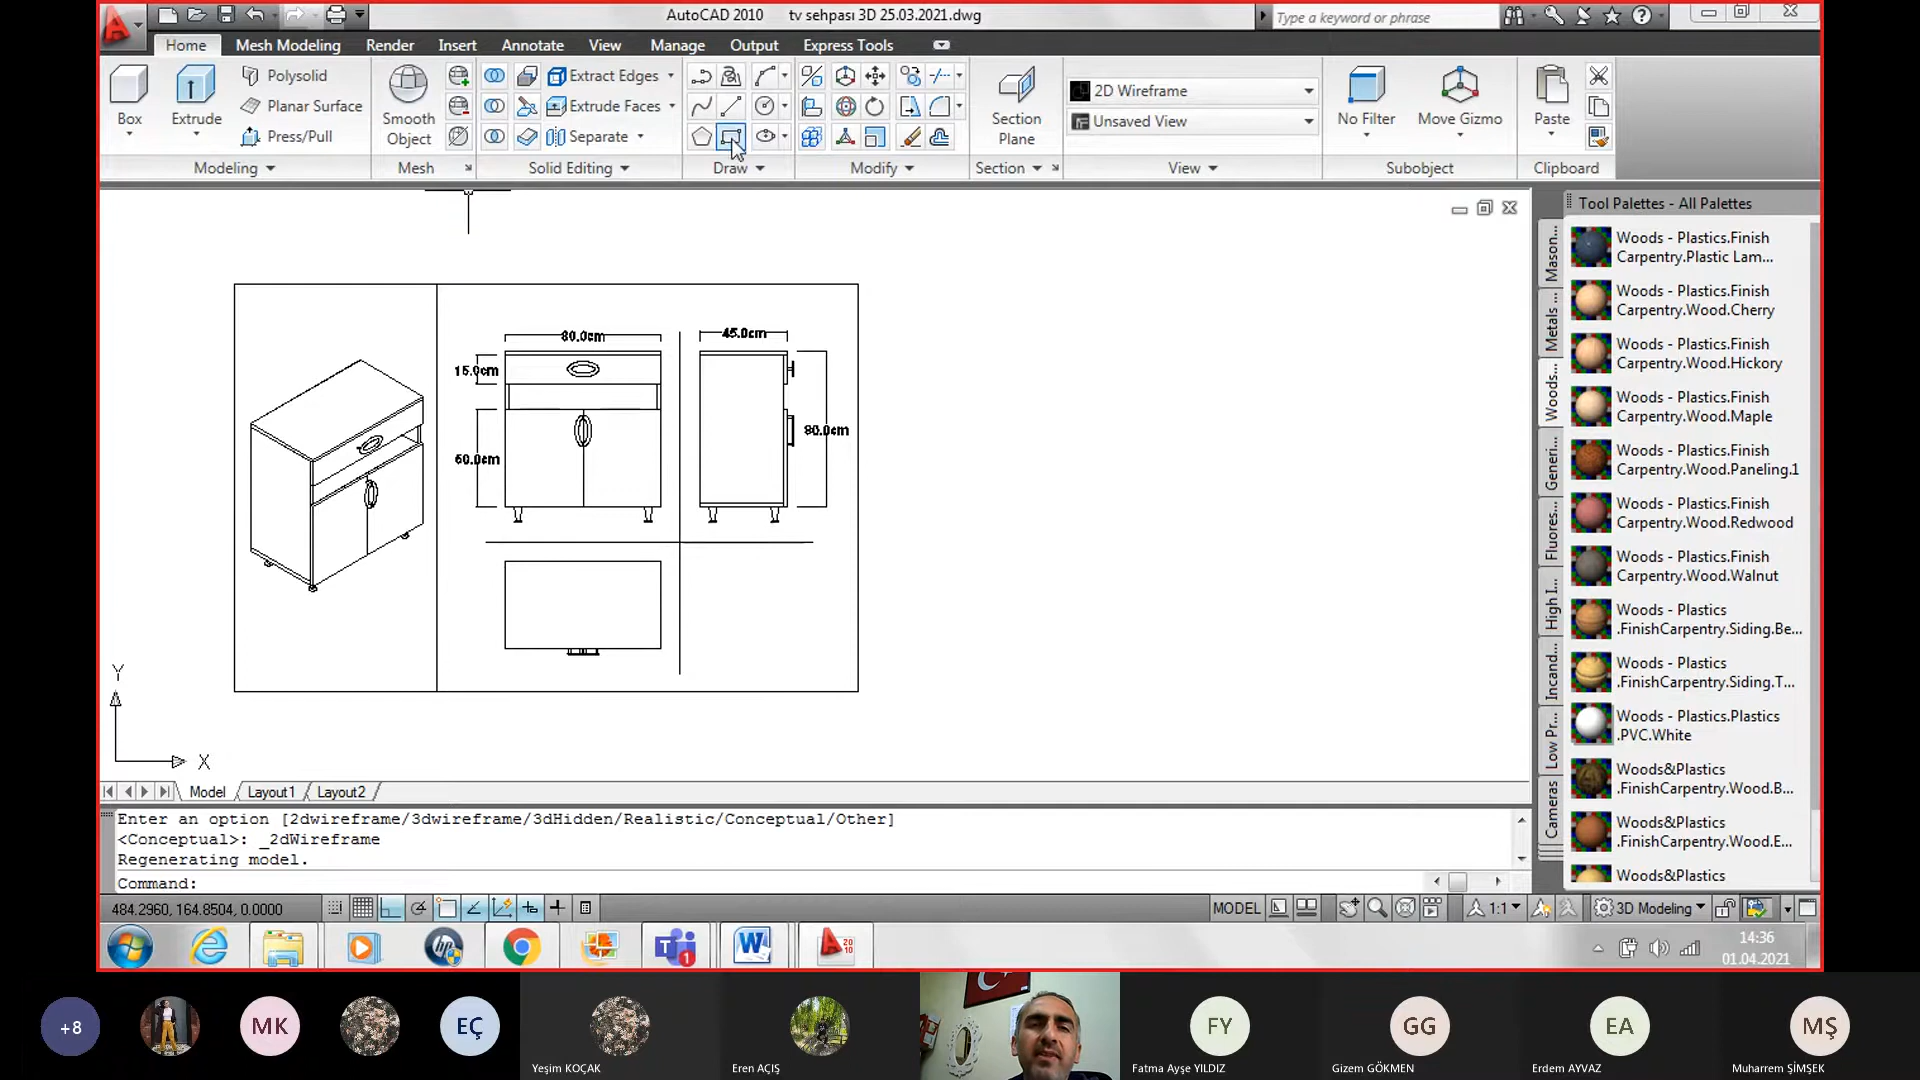 AutoCAD 2010 tv sehpası 3D 25.03.2021.dwg
Type a keyword or phrase
Home Mesh Modeling Render Insert Annotate View Manage Output Express Tools
Box
Extrude
Polysolid
Planar Surface
Press/Pull
Smooth
Object
Extract Edges
Extrude Faces
Separate
Section
Plane
2D Wireframe
Unsaved View
No Filter
Move Gizmo
Paste
Modeling
Mesh
Solid Editing
Draw
Modify
Section
View
Subobject
Clipboard
80.0cm
45.0cm
15.0cm
80.0cm
Y
X
Tool Palettes - All Palettes
Mason...
Metals ...
Woods...
Generi...
Fluores...
High I...
Incand...
Low Pr...
Cameras
Woods - Plastics.Finish
Carpentry.Plastic Lam...
Woods - Plastics.Finish
Carpentry.Wood.Cherry
Woods - Plastics.Finish
Carpentry.Wood.Hickory
Woods - Plastics.Finish
Carpentry.Wood.Maple
Woods - Plastics.Finish
Carpentry.Wood.Paneling.1
Woods - Plastics.Finish
Carpentry.Wood.Redwood
Woods - Plastics.Finish
Carpentry.Wood.Walnut
Woods - Plastics
.FinishCarpentry.Siding.Be...
Woods - Plastics
.FinishCarpentry.Siding.T...
Woods - Plastics.Plastics
.PVC.White
Woods&Plastics
.FinishCarpentry.Wood.B...
Woods&Plastics
.FinishCarpentry.Wood.E...
Woods&Plastics
Model Layout1 Layout2
Enter an option [2dwireframe/3dwireframe/3dHidden/Realistic/Conceptual/Other]
<Conceptual>: _2dWireframe
Regenerating model.
Command:
484.2960, 164.8504, 0.0000
MODEL
1:1
3D Modeling
14:36
01.04.2021
+8
MK
EÇ
Yeşim KOÇAK
Eren AÇIŞ
FY
Fatma Ayşe YILDIZ
GG
Gizem GÖKMEN
EA
Erdem AYVAZ
MŞ
Muharrem ŞİMŞEK